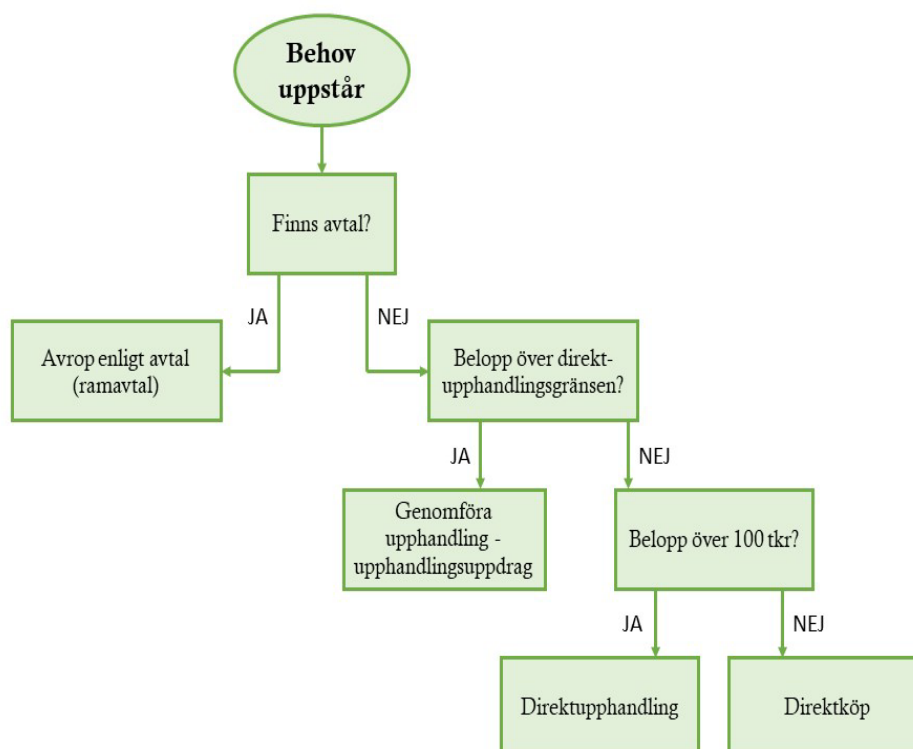 Behov
uppstår
Finns avtal?
JA
NEJ
Avrop enligt avtal
(ramavtal)
Belopp över direkt-
upphandlingsgränsen?
JA
NEJ
Genomföra
upphandling -
upphandlingsuppdrag
Belopp över 100 tkr?
JA
NEJ
Direktupphandling
Direktköp